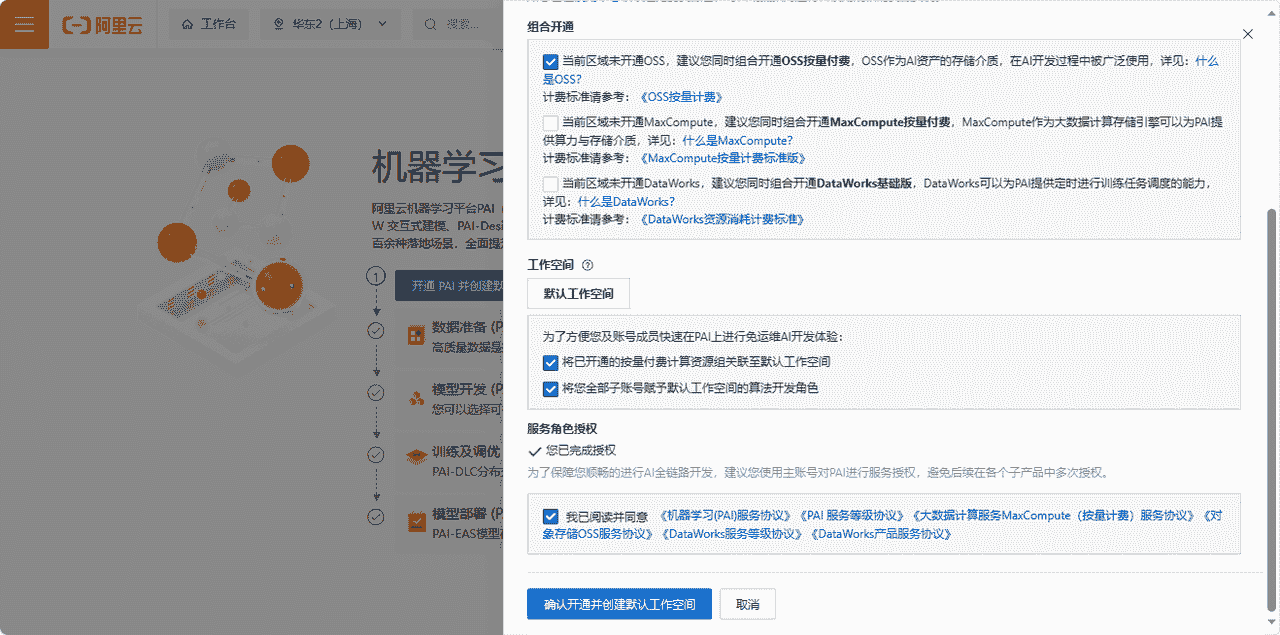 阿里云
工作台
华东2（上海）
搜索...
机器学习
阿里云机器学习平台PAI（
W 交互式建模、PAI-Desi
百余种落地场景，全面提
1
开通 PAI 并创建默
数据准备 (P
高质量数据是
模型开发 (P
您可以选择可
训练及调优
PAI-DLC分布
模型部署 (P
PAI-EAS模型
组合开通
当前区域未开通OSS，建议您同时组合开通OSS按量付费，OSS作为AI资产的存储介质，在AI开发过程中被广泛使用，详见：什么
是OSS?
计费标准请参考：《OSS按量计费》
当前区域未开通MaxCompute，建议您同时组合开通MaxCompute按量付费，MaxCompute作为大数据计算存储引擎可以为PAI提
供算力与存储介质，详见：什么是MaxCompute?
计费标准请参考：《MaxCompute按量计费标准版》
当前区域未开通DataWorks，建议您同时组合开通DataWorks基础版，DataWorks可以为PAI提供定时进行训练任务调度的能力，
详见：什么是DataWorks?
计费标准请参考：《DataWorks资源消耗计费标准》
工作空间
默认工作空间
为了方便您及账号成员快速在PAI上进行免运维AI开发体验：
将已开通的按量付费计算资源组关联至默认工作空间
将您全部子账号赋予默认工作空间的算法开发角色
服务角色授权
您已完成授权
为了保障您顺畅的进行AI全链路开发，建议您使用主账号对PAI进行服务授权，避免后续在各个子产品中多次授权。
我已阅读并同意 《机器学习(PAI)服务协议》《PAI 服务等级协议》《大数据计算服务MaxCompute（按量计费）服务协议》《对
象存储OSS服务协议》《DataWorks服务等级协议》《DataWorks产品服务协议》
确认开通并创建默认工作空间
取消